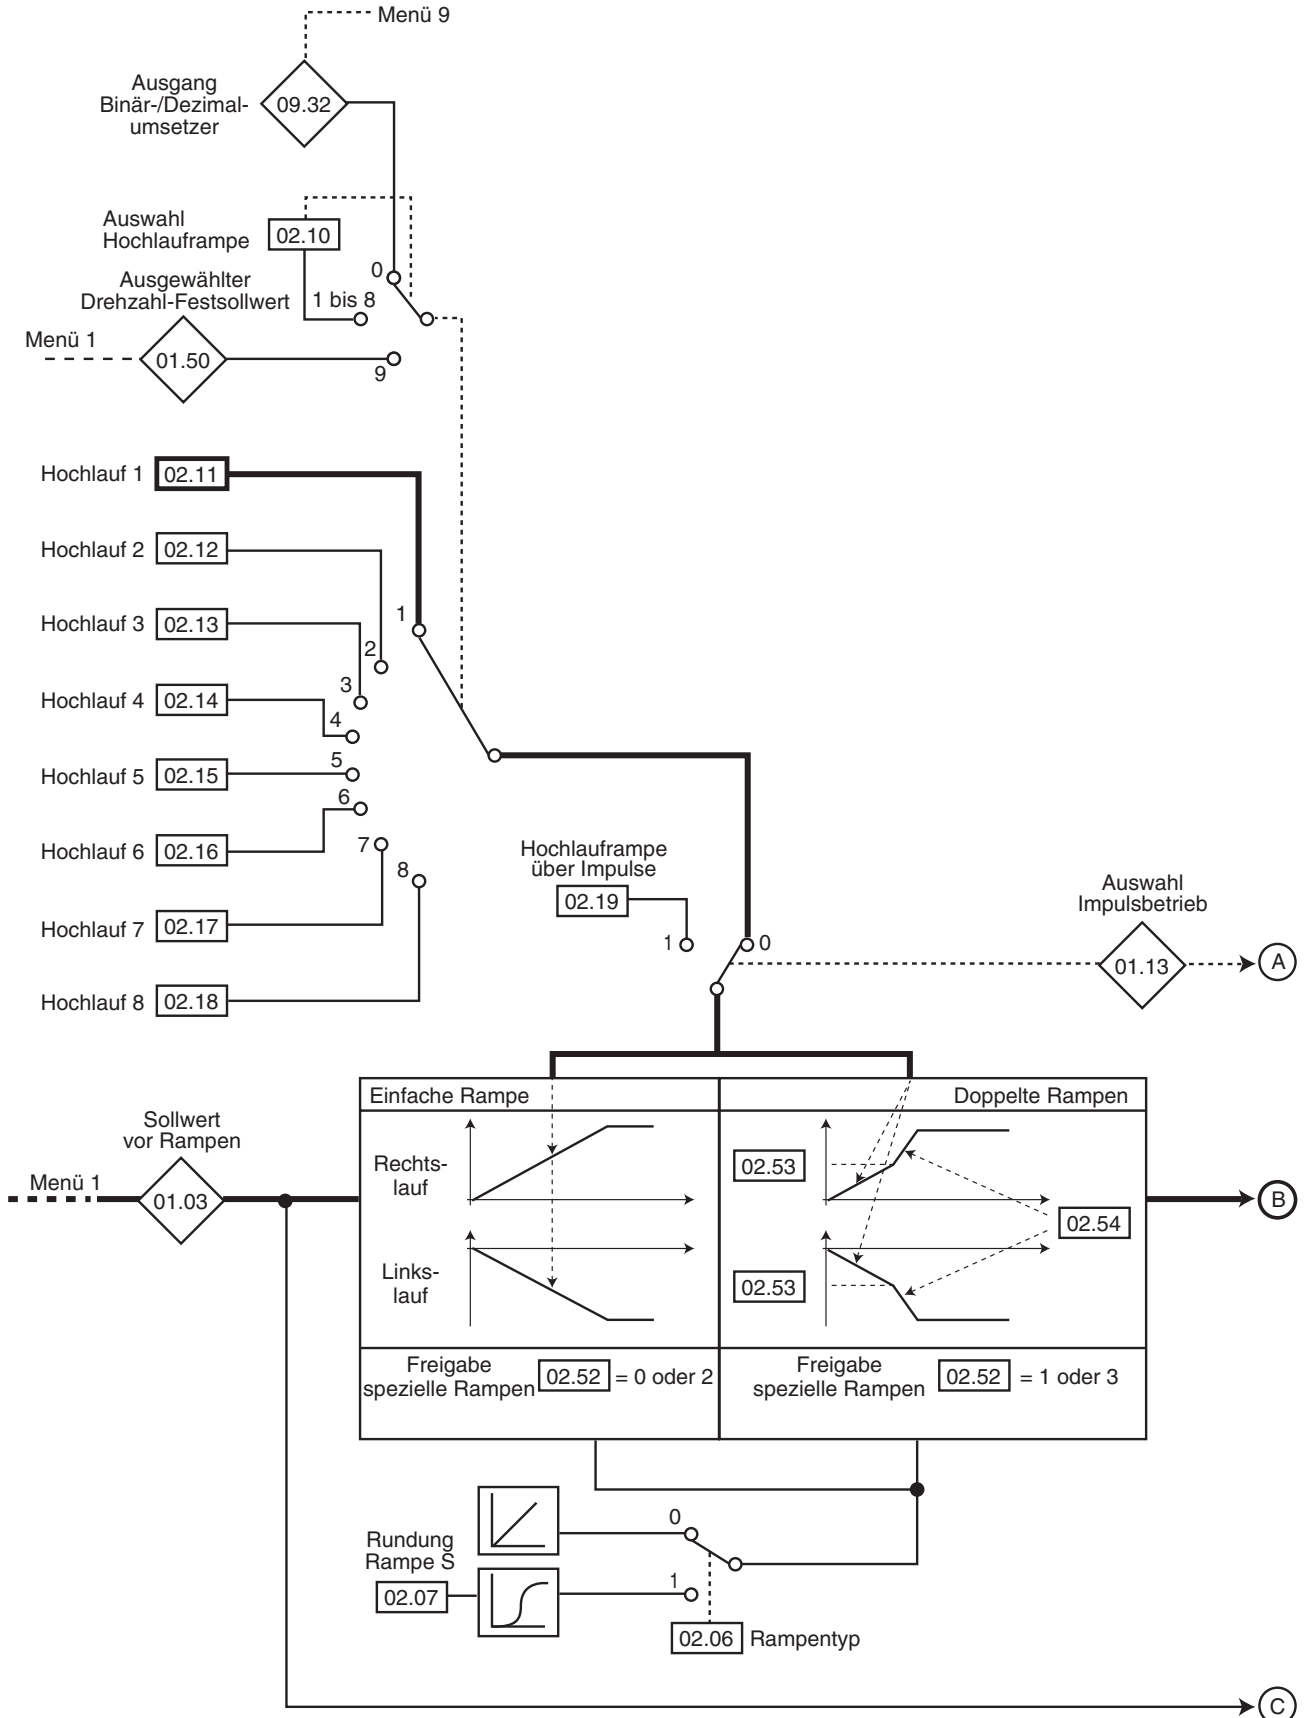 Menü 9
Ausgang
Binär-/Dezimal-
umsetzer
09.32
Auswahl
Hochlauframpe
02.10
0
Ausgewählter
Drehzahl-Festsollwert
1 bis 8
Menü 1
01.50
9
Hochlauf 1
02.11
Hochlauf 2
02.12
Hochlauf 3
02.13
1
2
3
Hochlauf 4
02.14
4
5
Hochlauf 5
02.15
6
Hochlauf 6
02.16
7
8
Hochlauf 7
02.17
Hochlauf 8
02.18
Hochlauframpe
über Impulse
02.19
1
0
Auswahl
Impulsbetrieb
01.13
A
Einfache Rampe
Doppelte Rampen
Sollwert
vor Rampen
Menü 1
01.03
Rechts-
lauf
02.53
B
02.54
Links-
lauf
02.53
Freigabe
spezielle Rampen
02.52
= 0 oder 2
Freigabe
spezielle Rampen
02.52
= 1 oder 3
0
Rundung
Rampe S
02.07
1
02.06
Rampentyp
C